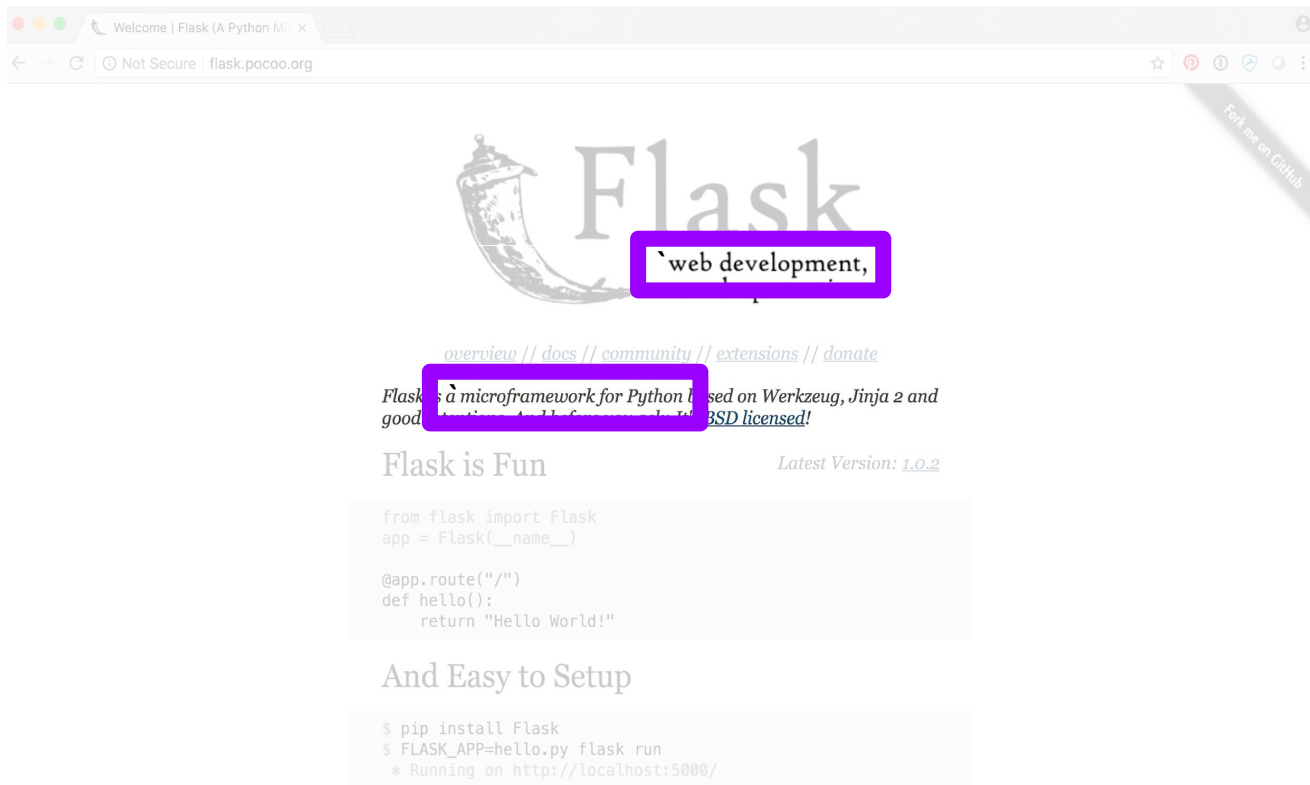 Welcome | Flask (A Python Mic
Not Secure | flask.pocoo.org
Fork me on GitHub
Flask
`web development,
overview // docs // community // extensions // donate
Flask is a `microframework for Python based on Werkzeug, Jinja 2 and
good BSD licensed!
Flask is Fun
Latest Version: 1.0.2
from flask import Flask
app = Flask(__name__)
@app.route("/")
def hello():
    return "Hello World!"
And Easy to Setup
$ pip install Flask
$ FLASK_APP=hello.py flask run
 * Running on http://localhost:5000/